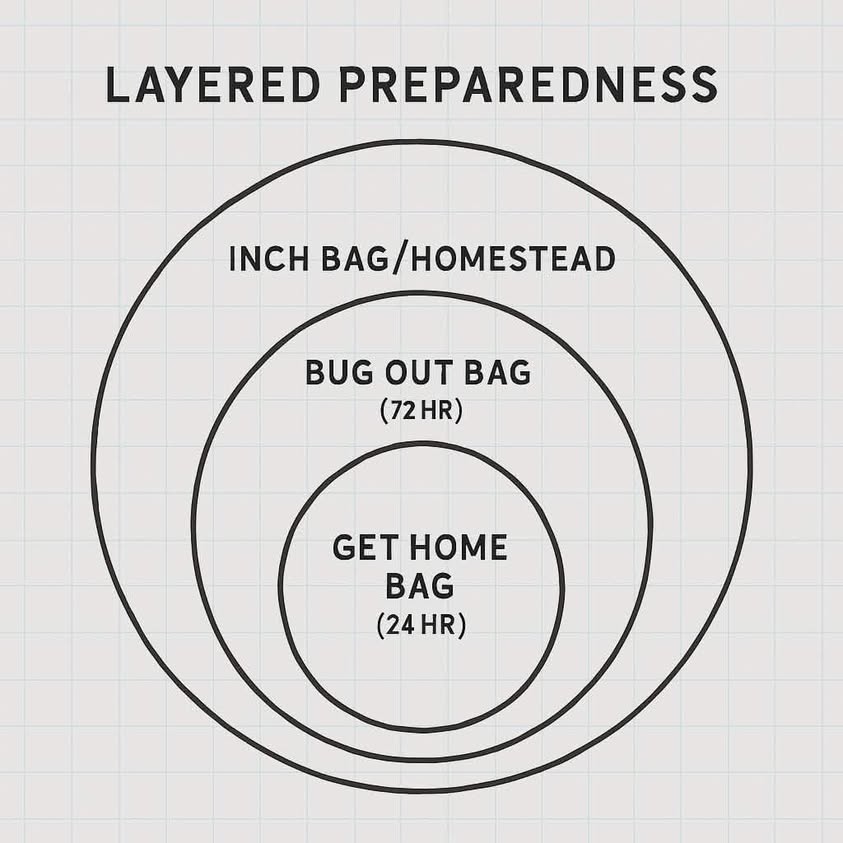 LAYERED PREPAREDNESS
INCH BAG/HOMESTEAD
BUG OUT BAG
(72 HR)
GET HOME
BAG
(24 HR)